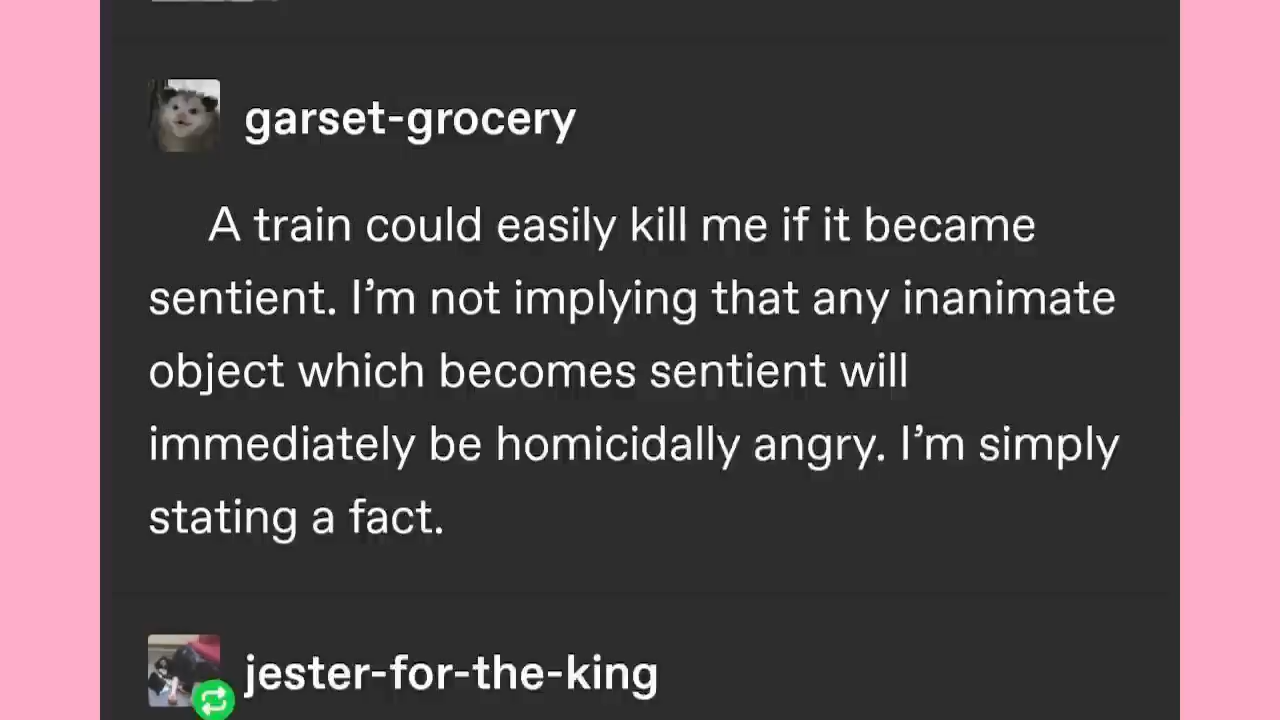 garset-grocery
A train could easily kill me if it became
sentient. I’m not implying that any inanimate
object which becomes sentient will
immediately be homicidally angry. I’m simply
stating a fact.
jester-for-the-king